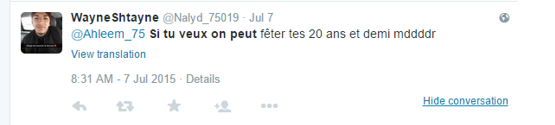 WayneShtayne @Nalyd_75019 · Jul 7
@Ahleem_75 Si tu veux on peut fêter tes 20 ans et demi mddddr
View translation
8:31 AM - 7 Jul 2015 · Details
Hide conversation